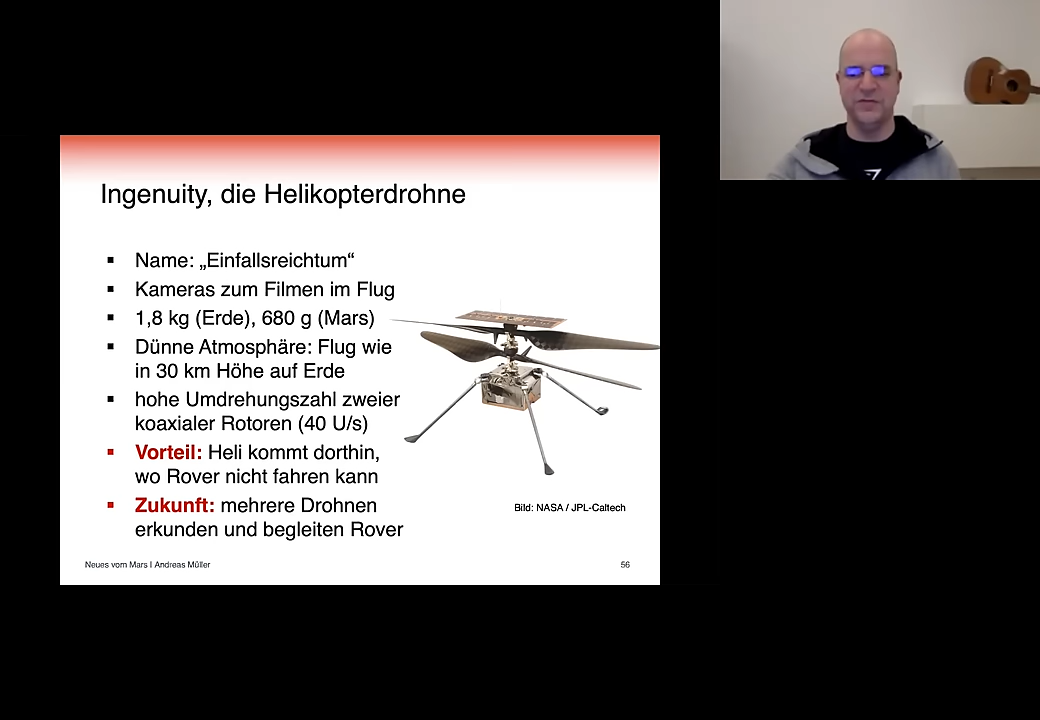 Ingenuity, die Helikopterdrohne
▪ Name: „Einfallsreichtum“
▪ Kameras zum Filmen im Flug
▪ 1,8 kg (Erde), 680 g (Mars)
▪ Dünne Atmosphäre: Flug wie
in 30 km Höhe auf Erde
▪ hohe Umdrehungszahl zweier
koaxialer Rotoren (40 U/s)
▪ Vorteil: Heli kommt dorthin,
wo Rover nicht fahren kann
▪ Zukunft: mehrere Drohnen
erkunden und begleiten Rover
Bild: NASA / JPL-Caltech
Neues vom Mars | Andreas Müller
56